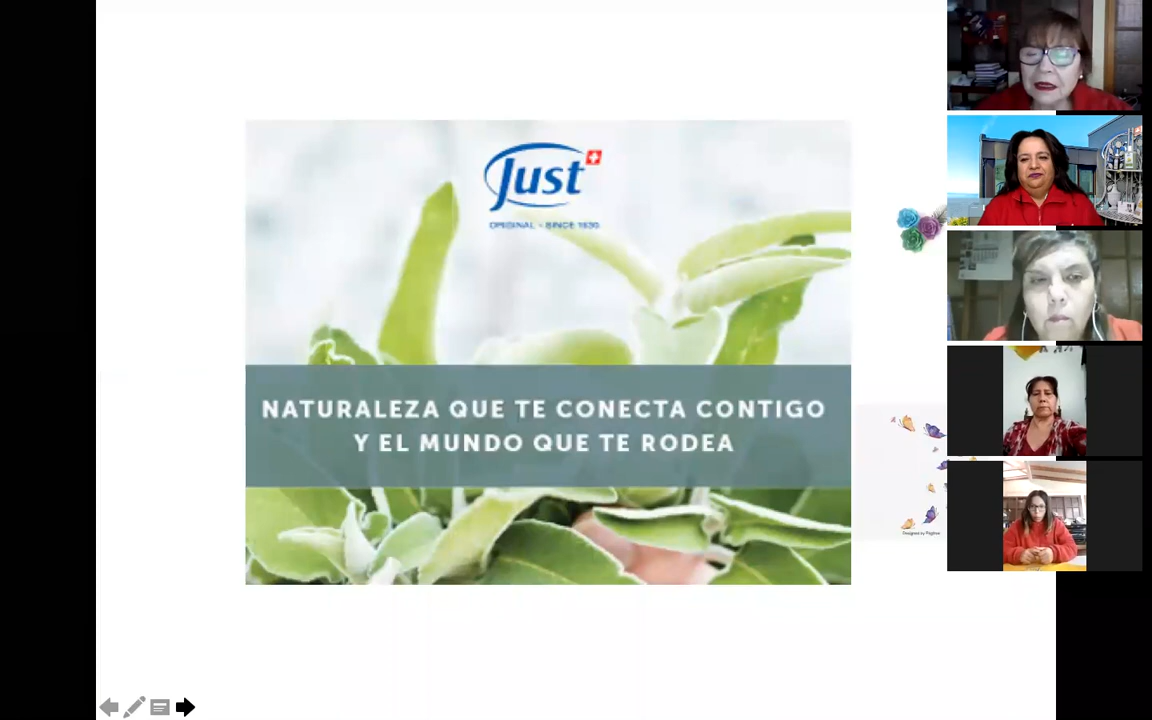 Just
ORIGINAL - SINCE 1930
NATURALEZA QUE TE CONECTA CONTIGO
Y EL MUNDO QUE TE RODEA